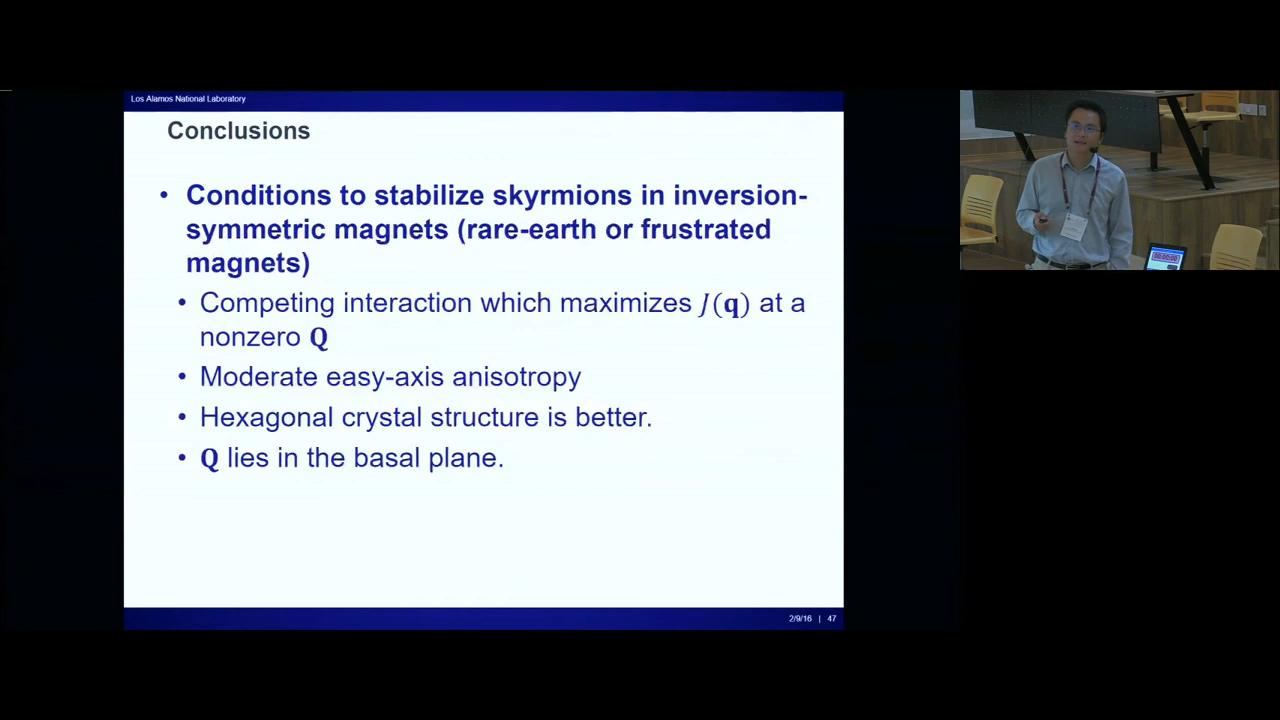 Los Alamos National Laboratory
Conclusions
• Conditions to stabilize skyrmions in inversion-
symmetric magnets (rare-earth or frustrated
magnets)
• Competing interaction which maximizes J(q) at a
nonzero Q
• Moderate easy-axis anisotropy
• Hexagonal crystal structure is better.
• Q lies in the basal plane.
2/9/16 | 47